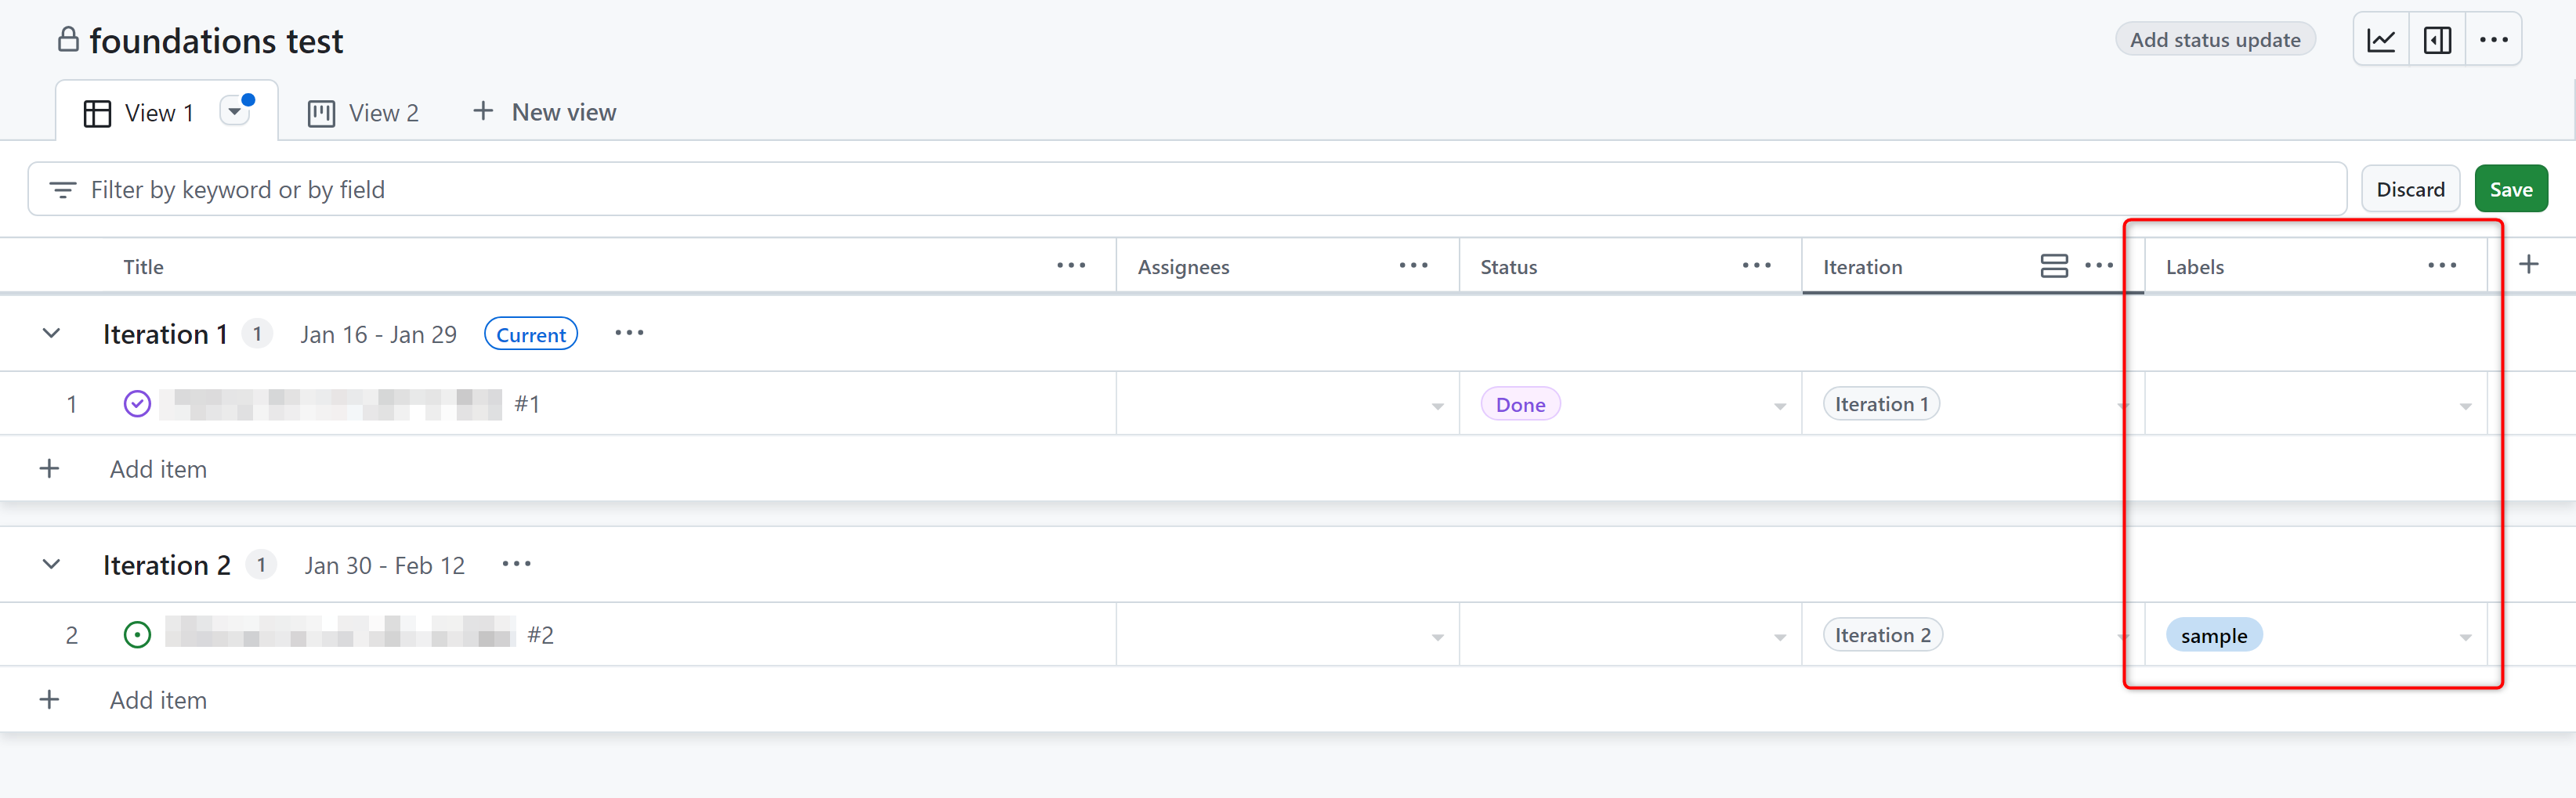 foundations test
Add status update
View 1
View 2
New view
Filter by keyword or by field
Discard
Save
Title
Assignees
Status
Iteration
Labels
Iteration 1 1 Jan 16 - Jan 29 Current
1 #1 Done Iteration 1
Add item
Iteration 2 1 Jan 30 - Feb 12
2 #2 Iteration 2 sample
Add item